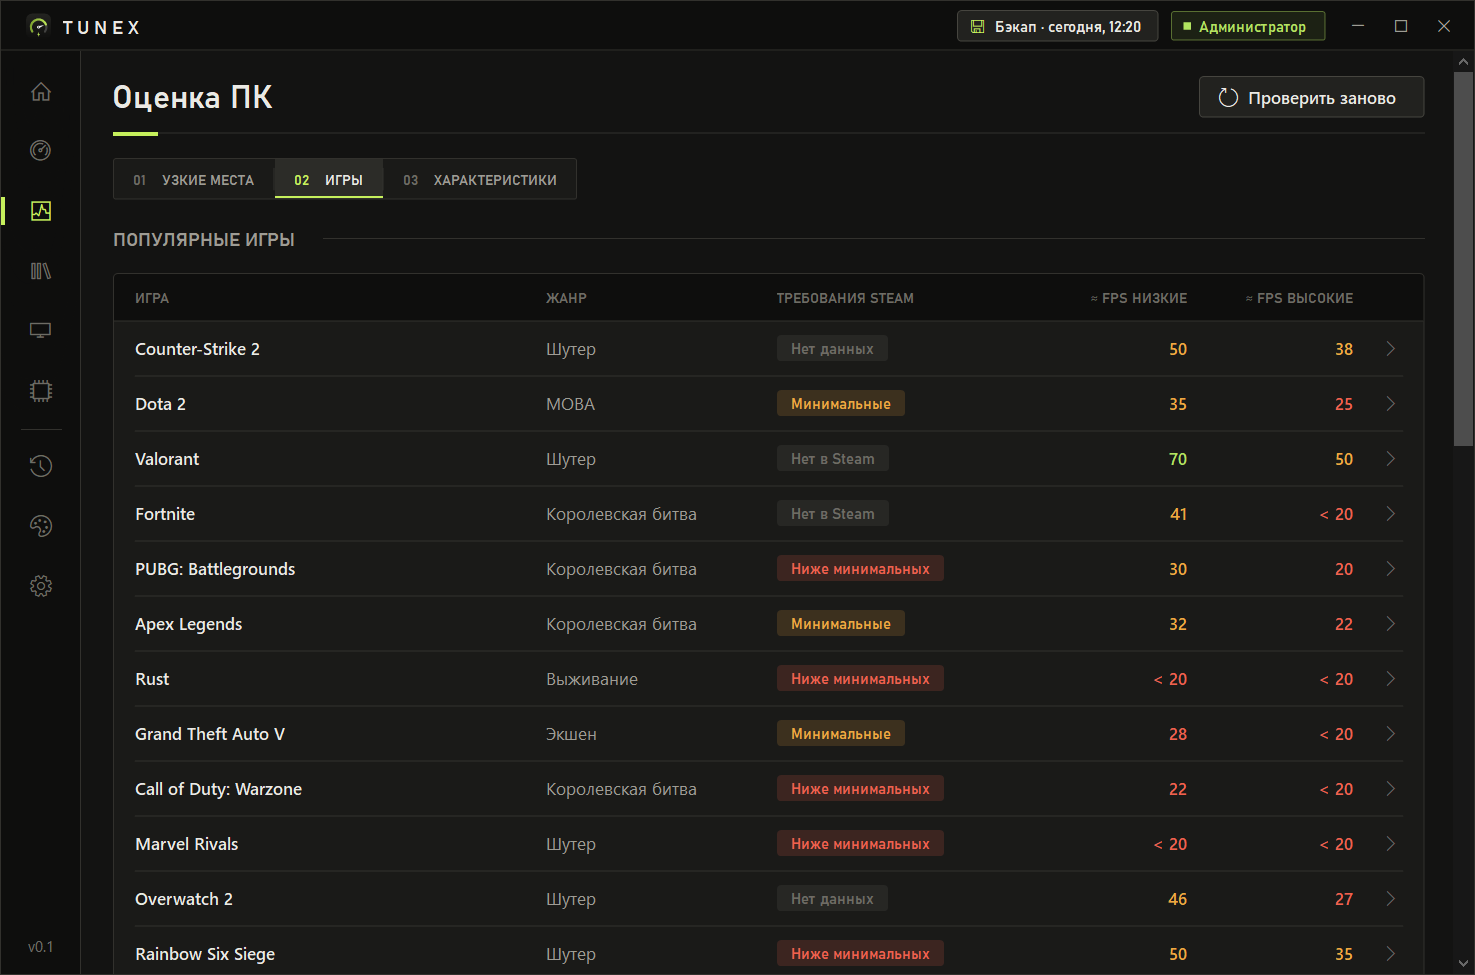 TUNEX
Бэкап · сегодня, 12:20
Администратор
Оценка ПК
Проверить заново
01 УЗКИЕ МЕСТА 02 ИГРЫ 03 ХАРАКТЕРИСТИКИ
ПОПУЛЯРНЫЕ ИГРЫ
ИГРА ЖАНР ТРЕБОВАНИЯ STEAM ≈ FPS НИЗКИЕ ≈ FPS ВЫСОКИЕ
Counter-Strike 2 Шутер Нет данных 50 38
Dota 2 МОВА Минимальные 35 25
Valorant Шутер Нет в Steam 70 50
Fortnite Королевская битва Нет в Steam 41 < 20
PUBG: Battlegrounds Королевская битва Ниже минимальных 30 20
Apex Legends Королевская битва Минимальные 32 22
Rust Выживание Ниже минимальных < 20 < 20
Grand Theft Auto V Экшен Минимальные 28 < 20
Call of Duty: Warzone Королевская битва Ниже минимальных 22 < 20
Marvel Rivals Шутер Ниже минимальных < 20 < 20
Overwatch 2 Шутер Нет данных 46 27
Rainbow Six Siege Шутер Ниже минимальных 50 35
v0.1